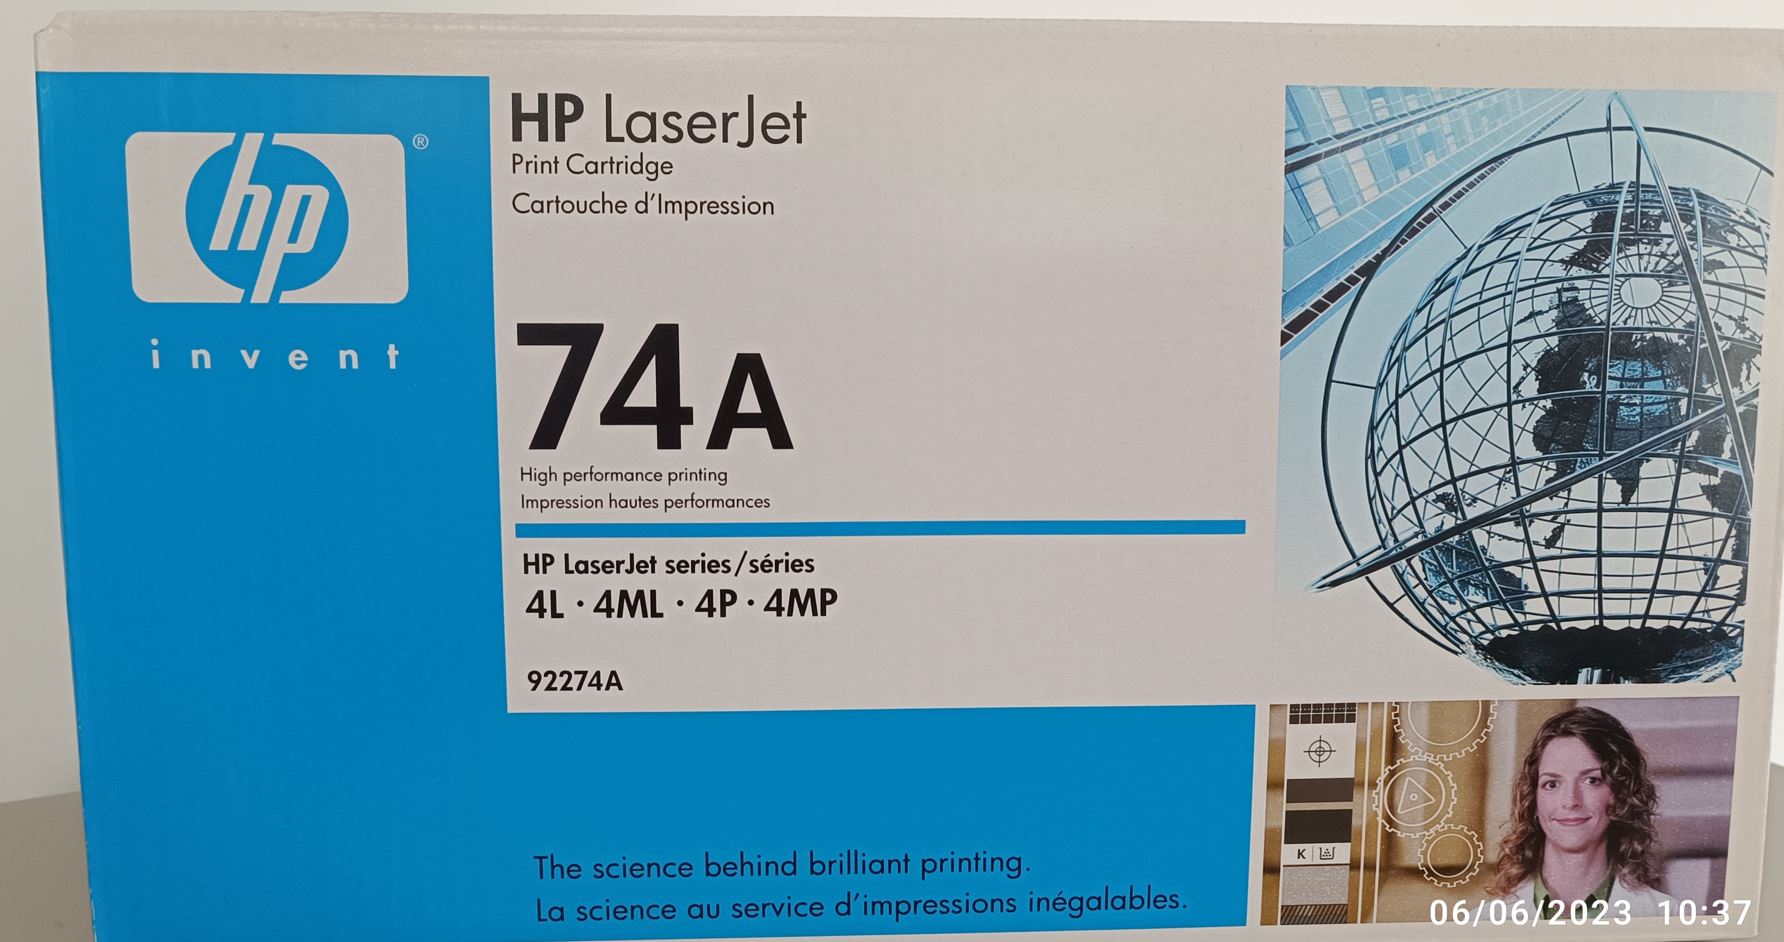 hp ®
invent
HP LaserJet
Print Cartridge
Cartouche d'Impression
74A
High performance printing
Impression hautes performances
HP LaserJet series/séries
4L · 4ML · 4P · 4MP
92274A
The science behind brilliant printing.
La science au service d'impressions inégalables.
K
06/06/2023 10:37